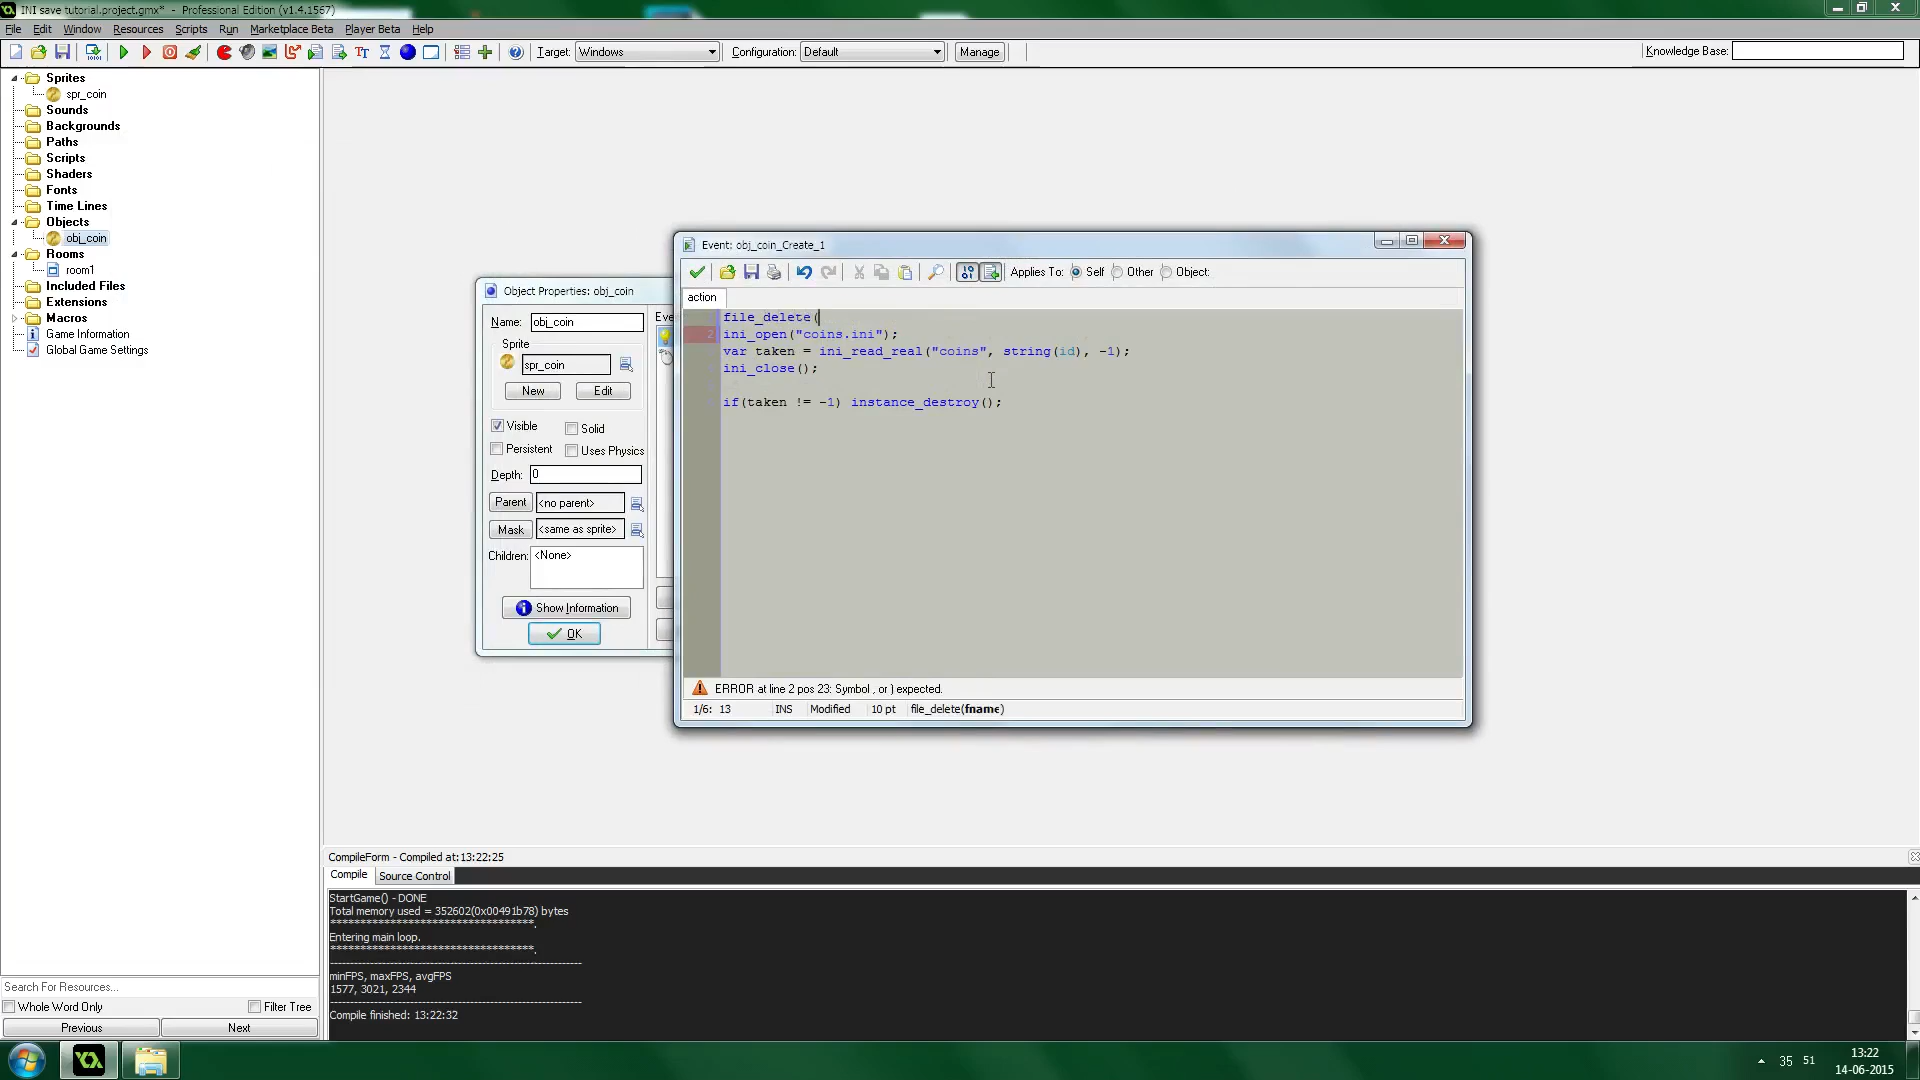 INI save tutorial.project.gmx* - Professional Edition (v1.4.1567)
File Edit Window Resources Scripts Run Marketplace Beta Player Beta Help
Target: Windows Configuration: Default Manage Knowledge Base:
Sprites
spr_coin
Sounds
Backgrounds
Paths
Scripts
Shaders
Fonts
Time Lines
Objects
obj_coin
Rooms
room1
Included Files
Extensions
Macros
Game Information
Global Game Settings
Search For Resources...
Whole Word Only Filter Tree
Previous Next
Object Properties: obj_coin
Name: obj_coin
Eve
Sprite
spr_coin
New Edit
Visible Solid
Persistent Uses Physics
Depth: 0
Parent <no parent>
Mask <same as sprite>
Children: <None>
Show Information
OK
Event: obj_coin_Create_1
Applies To: Self Other Object:
action
file_delete(
2 ini_open("coins.ini");
var taken = ini_read_real("coins", string(id), -1);
ini_close();
if(taken != -1) instance_destroy();
ERROR at line 2 pos 23: Symbol , or ) expected.
1/6: 13 INS Modified 10 pt file_delete(fname)
CompileForm - Compiled at:13:22:25
Compile Source Control
StartGame() - DONE
Total memory used = 352602(0x00491b78) bytes
**********************************.
Entering main loop.
**********************************.
minFPS, maxFPS, avgFPS
1577, 3021, 2344
Compile finished: 13:22:32
35 51
13:22
14-06-2015